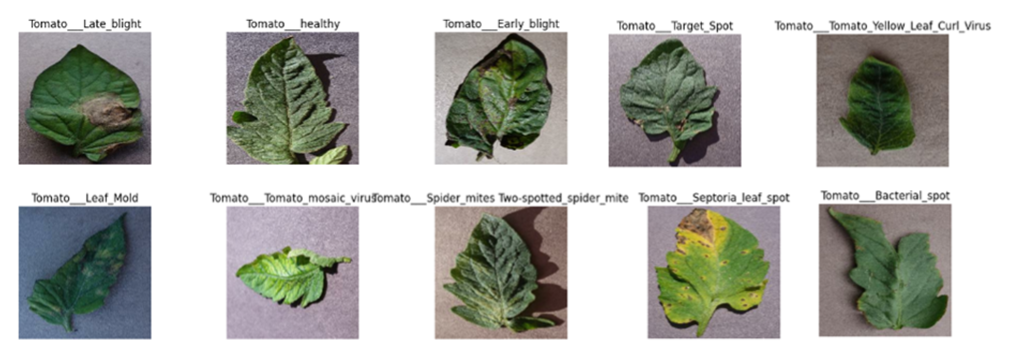 Tomato___Late_blight
Tomato___healthy
Tomato___Early_blight
Tomato___Target_Spot
Tomato___Tomato_Yellow_Leaf_Curl_Virus
Tomato___Leaf_Mold
Tomato___Tomato_mosaic_virus
Tomato___Spider_mites Two-spotted_spider_mite
Tomato___Septoria_leaf_spot
Tomato___Bacterial_spot